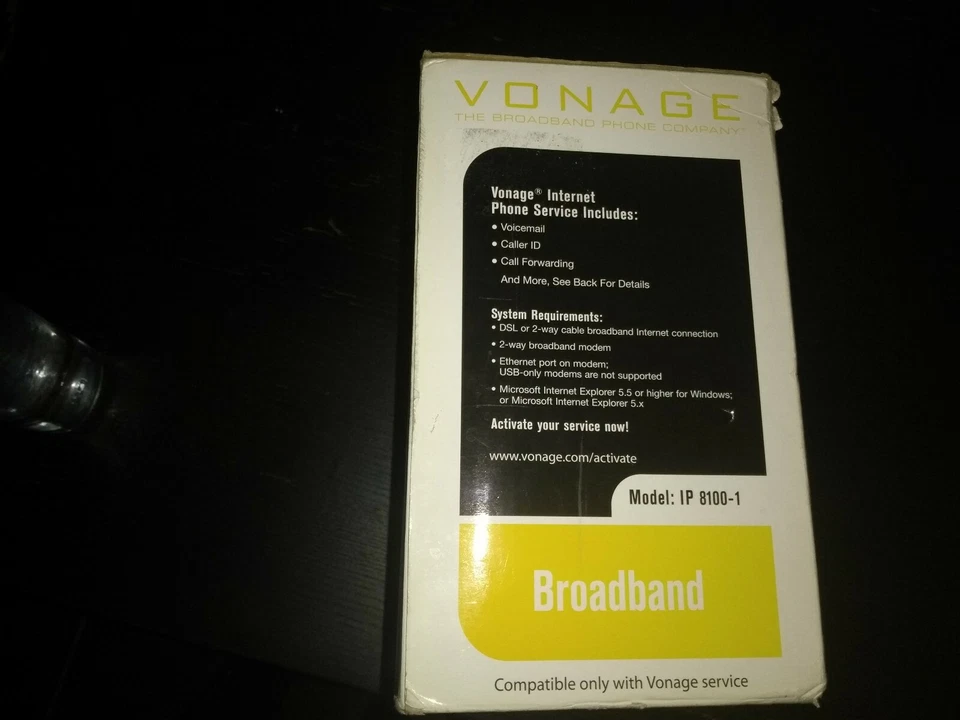 VONAGE
THE BROADBAND PHONE COMPANY
Vonage® Internet
Phone Service Includes:
• Voicemail
• Caller ID
• Call Forwarding
And More, See Back For Details
System Requirements:
• DSL or 2-way cable broadband Internet connection
• 2-way broadband modem
• Ethernet port on modem;
USB-only modems are not supported
• Microsoft Internet Explorer 5.5 or higher for Windows;
or Microsoft Internet Explorer 5.x
Activate your service now!
www.vonage.com/activate
Model: IP 8100-1
Broadband
Compatible only with Vonage service